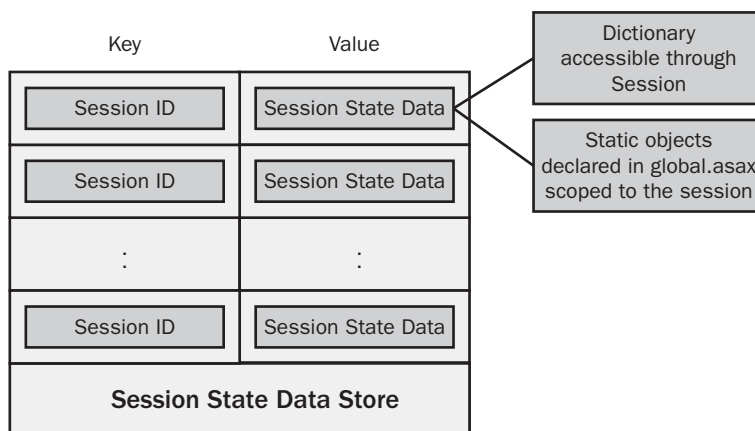 Key
Value
Dictionary
accessible through
Session
Session ID
Session State Data
Static objects
declared in global.asax
scoped to the session
Session ID
Session State Data
:
:
Session ID
Session State Data
Session State Data Store